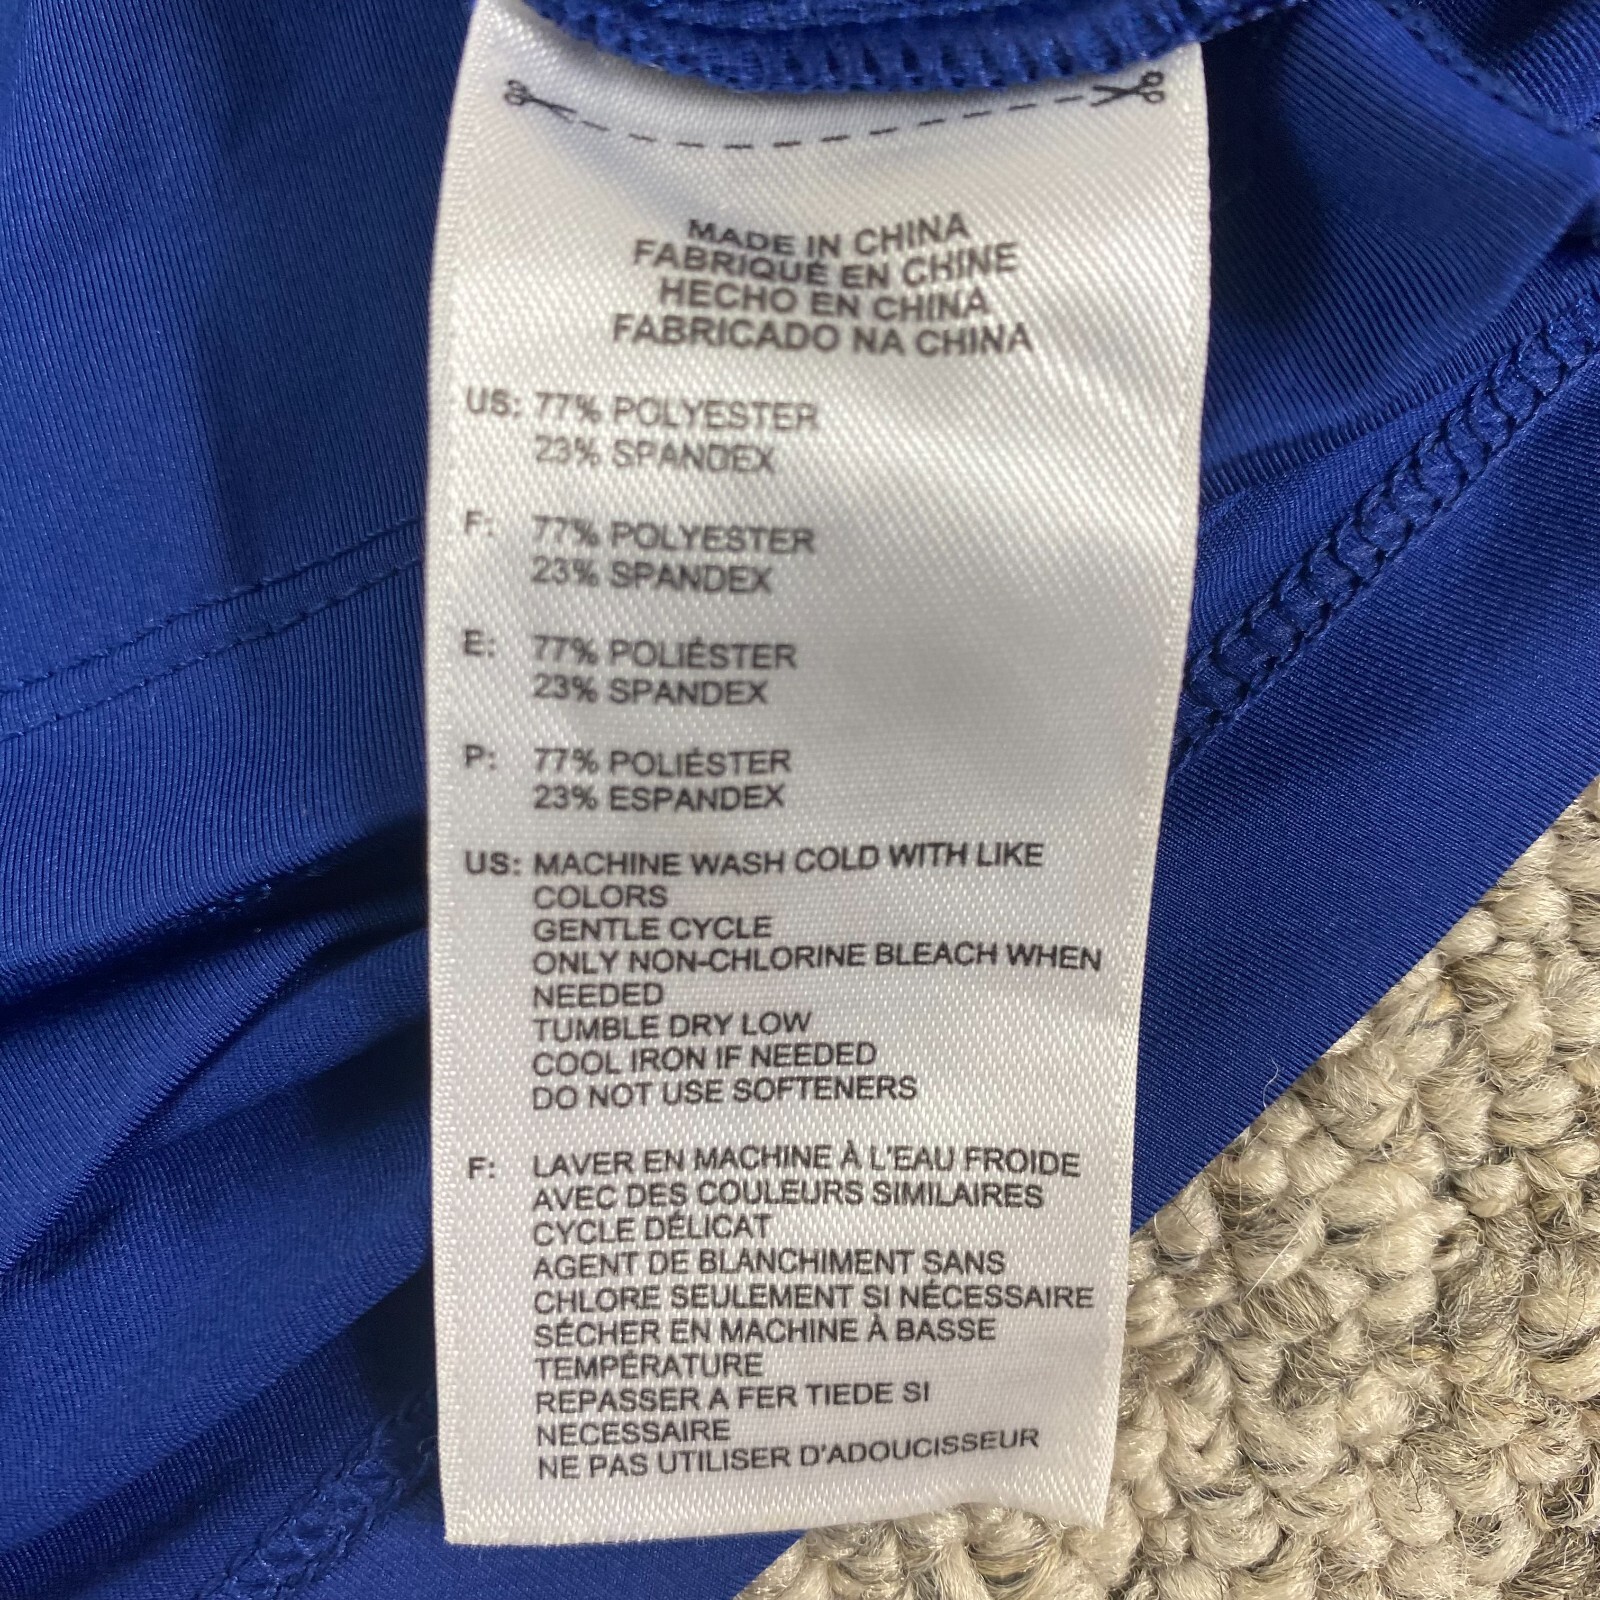 MADE IN CHINA
FABRIQUÉ EN CHINE
HECHO EN CHINA
FABRICADO NA CHINA
US: 77% POLYESTER
23% SPANDEX
F: 77% POLYESTER
23% SPANDEX
E: 77% POLIÉSTER
23% SPANDEX
P: 77% POLIÉSTER
23% ESPANDEX
US: MACHINE WASH COLD WITH LIKE
COLORS
GENTLE CYCLE
ONLY NON-CHLORINE BLEACH WHEN
NEEDED
TUMBLE DRY LOW
COOL IRON IF NEEDED
DO NOT USE SOFTENERS
F: LAVER EN MACHINE À L'EAU FROIDE
AVEC DES COULEURS SIMILAIRES
CYCLE DÉLICAT
AGENT DE BLANCHIMENT SANS
CHLORE SEULEMENT SI NÉCESSAIRE
SÉCHER EN MACHINE À BASSE
TEMPÉRATURE
REPASSER A FER TIEDE SI
NECESSAIRE
NE PAS UTILISER D'ADOUCISSEUR